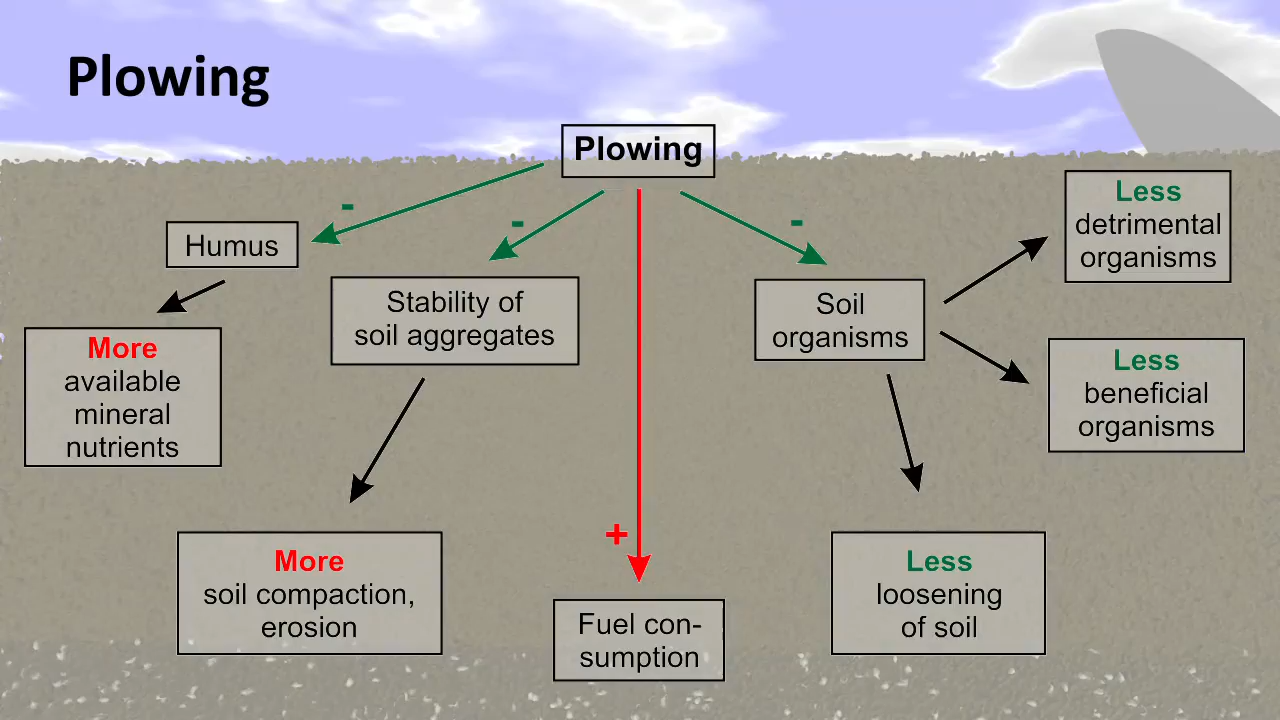 Plowing
Plowing
-
-
-
Humus
Stability of
soil aggregates
Soil
organisms
Less
detrimental
organisms
More
available
mineral
nutrients
Less
beneficial
organisms
More
soil compaction,
erosion
+
Fuel con-
sumption
Less
loosening
of soil